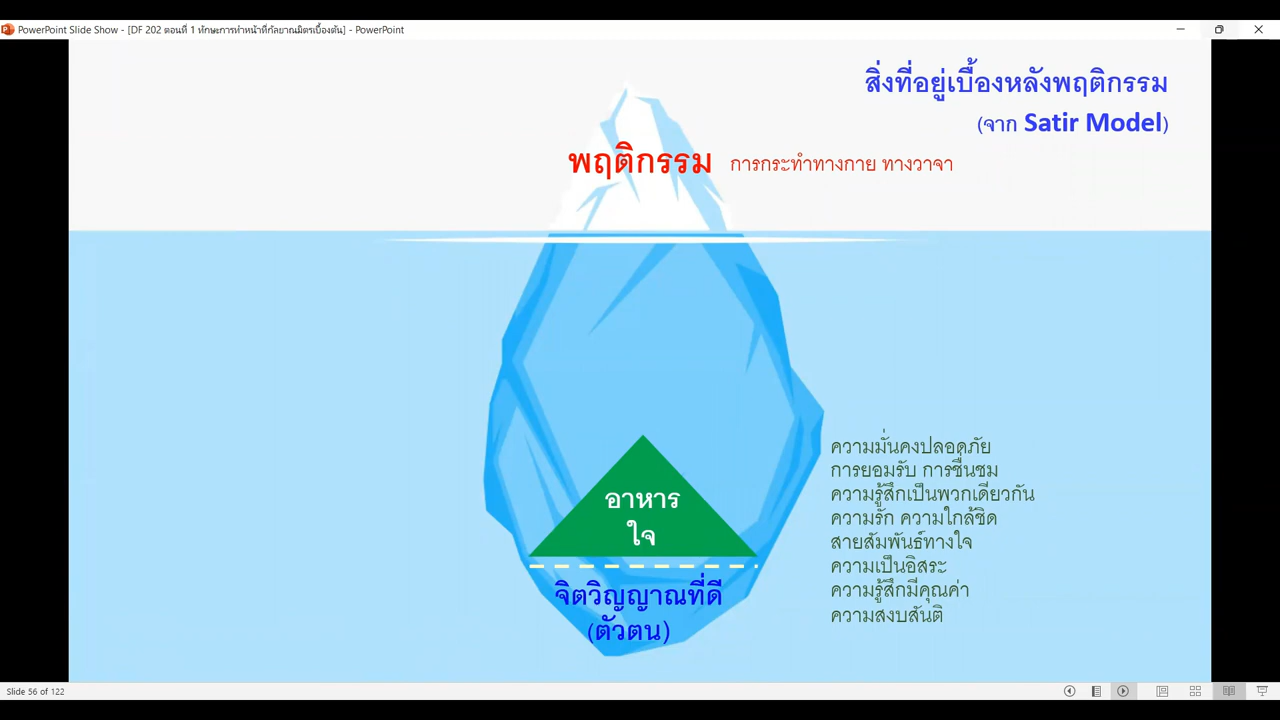 PowerPoint Slide Show - [DF 202 ตอนที่ 1 ทักษะการทำหน้าที่กัลยาณมิตรเบื้องต้น] - PowerPoint
สิ่งที่อยู่เบื้องหลังพฤติกรรม
(จาก Satir Model)
พฤติกรรม การกระทำทางกาย ทางวาจา
อาหาร
ใจ
จิตวิญญาณที่ดี
(ตัวตน)
ความมั่นคงปลอดภัย
การยอมรับ การชื่นชม
ความรู้สึกเป็นพวกเดียวกัน
ความรัก ความใกล้ชิด
สายสัมพันธ์ทางใจ
ความเป็นอิสระ
ความรู้สึกมีคุณค่า
ความสงบสันติ
Slide 56 of 122